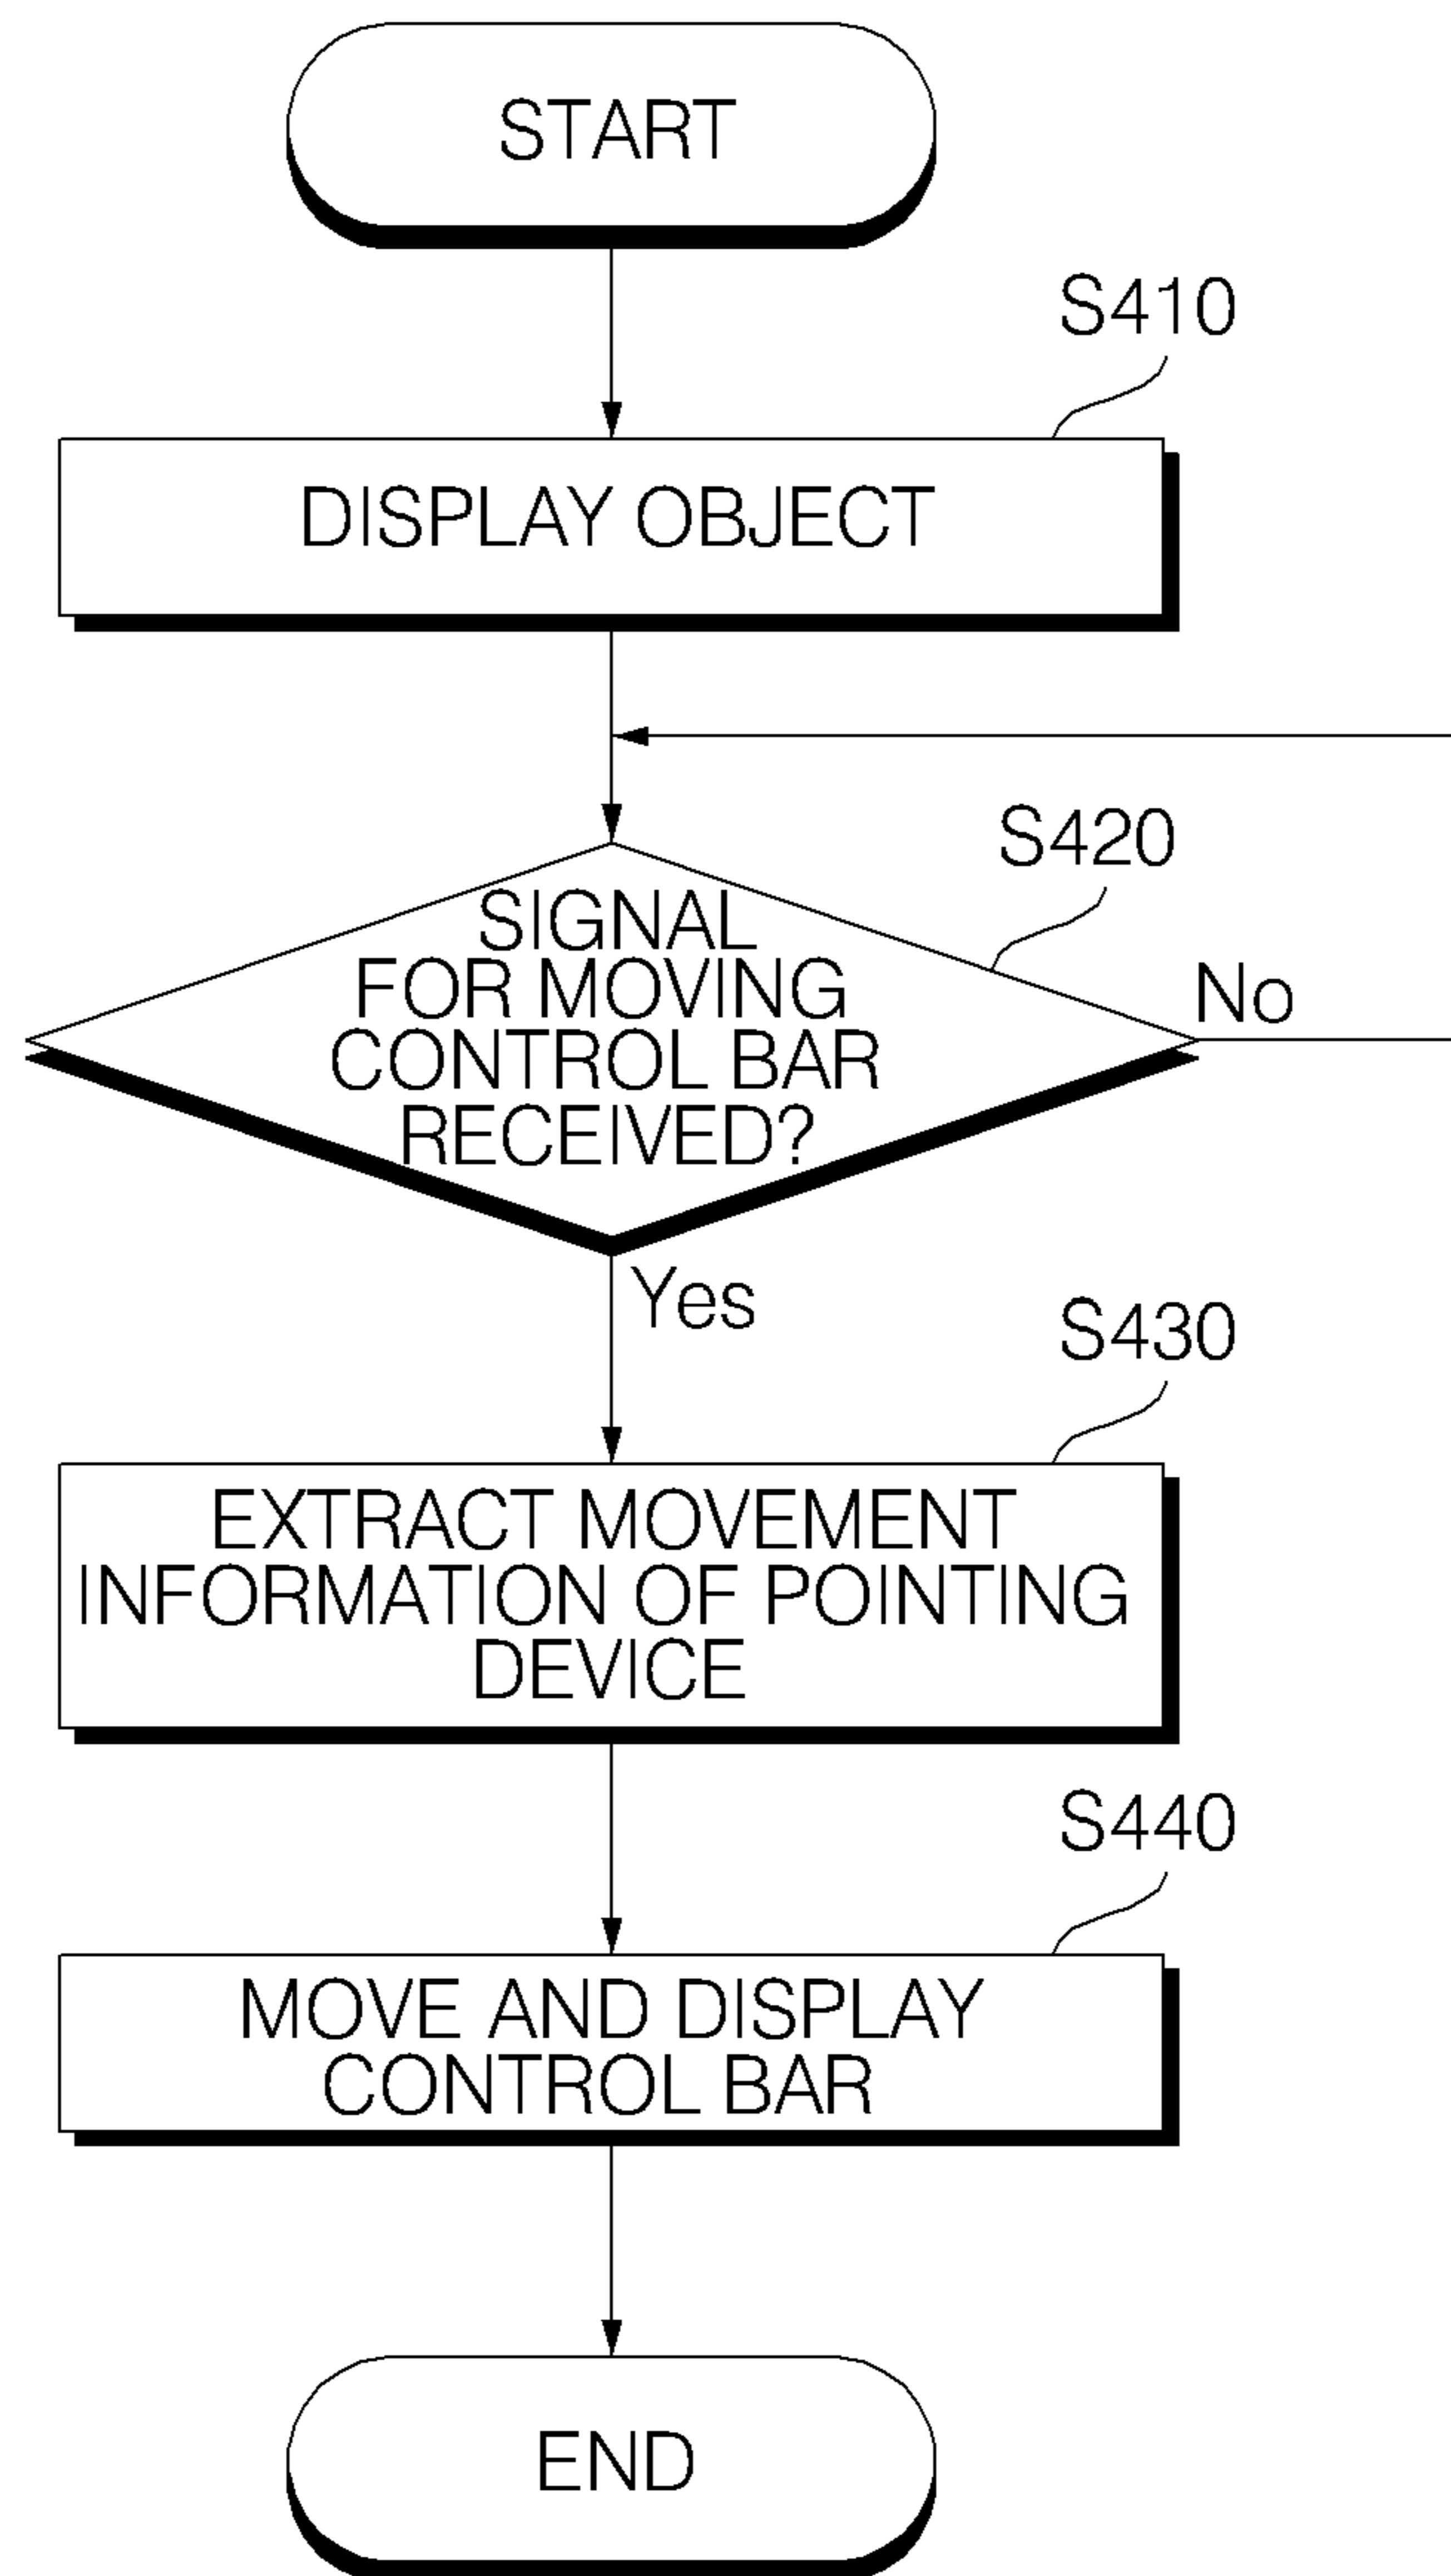 START
S410
DISPLAY OBJECT
S420
SIGNAL
FOR MOVING
CONTROL BAR
RECEIVED?
No
Yes
S430
EXTRACT MOVEMENT
INFORMATION OF POINTING
DEVICE
S440
MOVE AND DISPLAY
CONTROL BAR
END